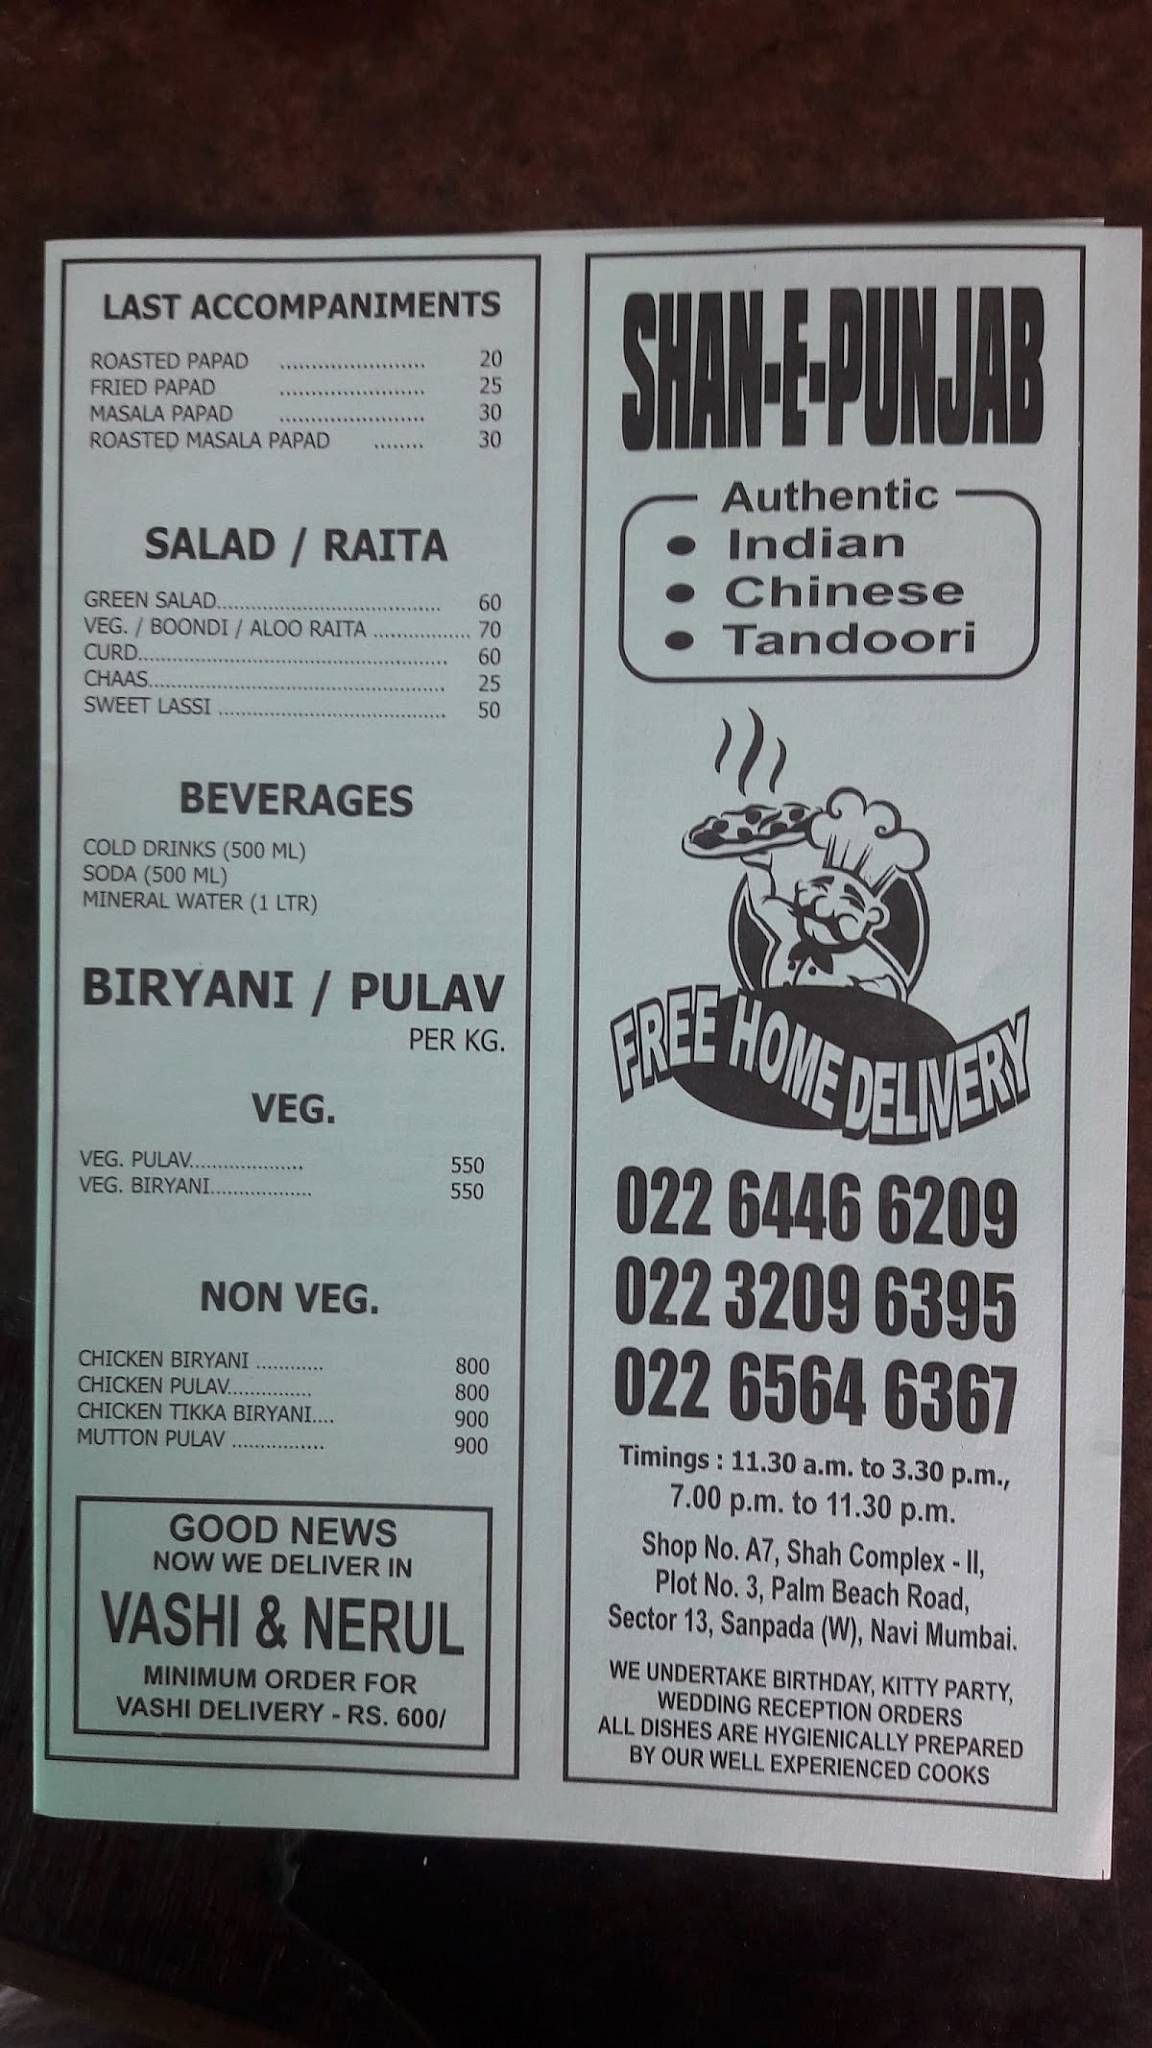 LAST ACCOMPANIMENTS
ROASTED PAPAD ........................ 20
FRIED PAPAD ........................ 25
MASALA PAPAD ........................ 30
ROASTED MASALA PAPAD ........ 30
SALAD / RAITA
GREEN SALAD...................................... 60
VEG. / BOONDI / ALOO RAITA ................. 70
CURD..................................................... 60
CHAAS................................................... 25
SWEET LASSI ....................................... 50
BEVERAGES
COLD DRINKS (500 ML)
SODA (500 ML)
MINERAL WATER (1 LTR)
BIRYANI / PULAV
PER KG.
VEG.
VEG. PULAV.................... 550
VEG. BIRYANI.................. 550
NON VEG.
CHICKEN BIRYANI ............ 800
CHICKEN PULAV............... 800
CHICKEN TIKKA BIRYANI.... 900
MUTTON PULAV ................ 900
GOOD NEWS
NOW WE DELIVER IN
VASHI & NERUL
MINIMUM ORDER FOR
VASHI DELIVERY - RS. 600/
SHAN-E-PUNJAB
Authentic
• Indian
• Chinese
• Tandoori
FREE HOME DELIVERY
022 6446 6209
022 3209 6395
022 6564 6367
Timings : 11.30 a.m. to 3.30 p.m.,
7.00 p.m. to 11.30 p.m.
Shop No. A7, Shah Complex - II,
Plot No. 3, Palm Beach Road,
Sector 13, Sanpada (W), Navi Mumbai.
WE UNDERTAKE BIRTHDAY, KITTY PARTY,
WEDDING RECEPTION ORDERS
ALL DISHES ARE HYGIENICALLY PREPARED
BY OUR WELL EXPERIENCED COOKS